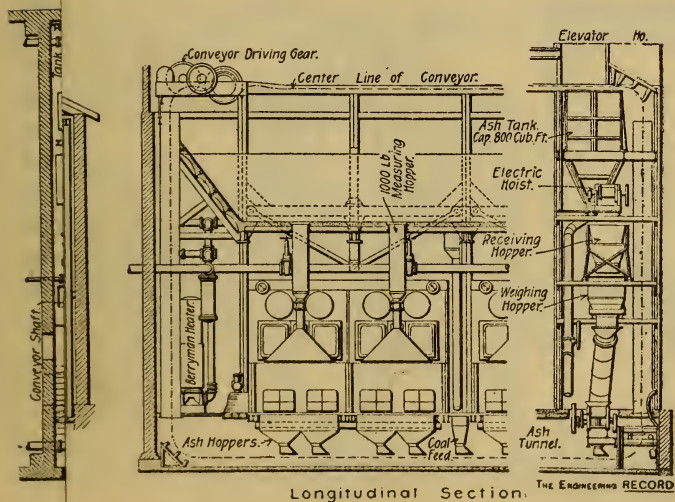 Tank
Conveyor Shaft
Conveyor Driving Gear.
Center Line of Conveyor.
1000 Lb.
Measuring
Hopper.
Berryman Heater
Ash Hoppers.
Coal
Feed.
Longitudinal Section.
Elevator Ho.
Ash Tank.
Cap. 800 Cub. Ft.
Electric
Hoist.
Receiving
Hopper.
Weighing
Hopper.
Ash
Tunnel.
THE ENGINEERING RECORD